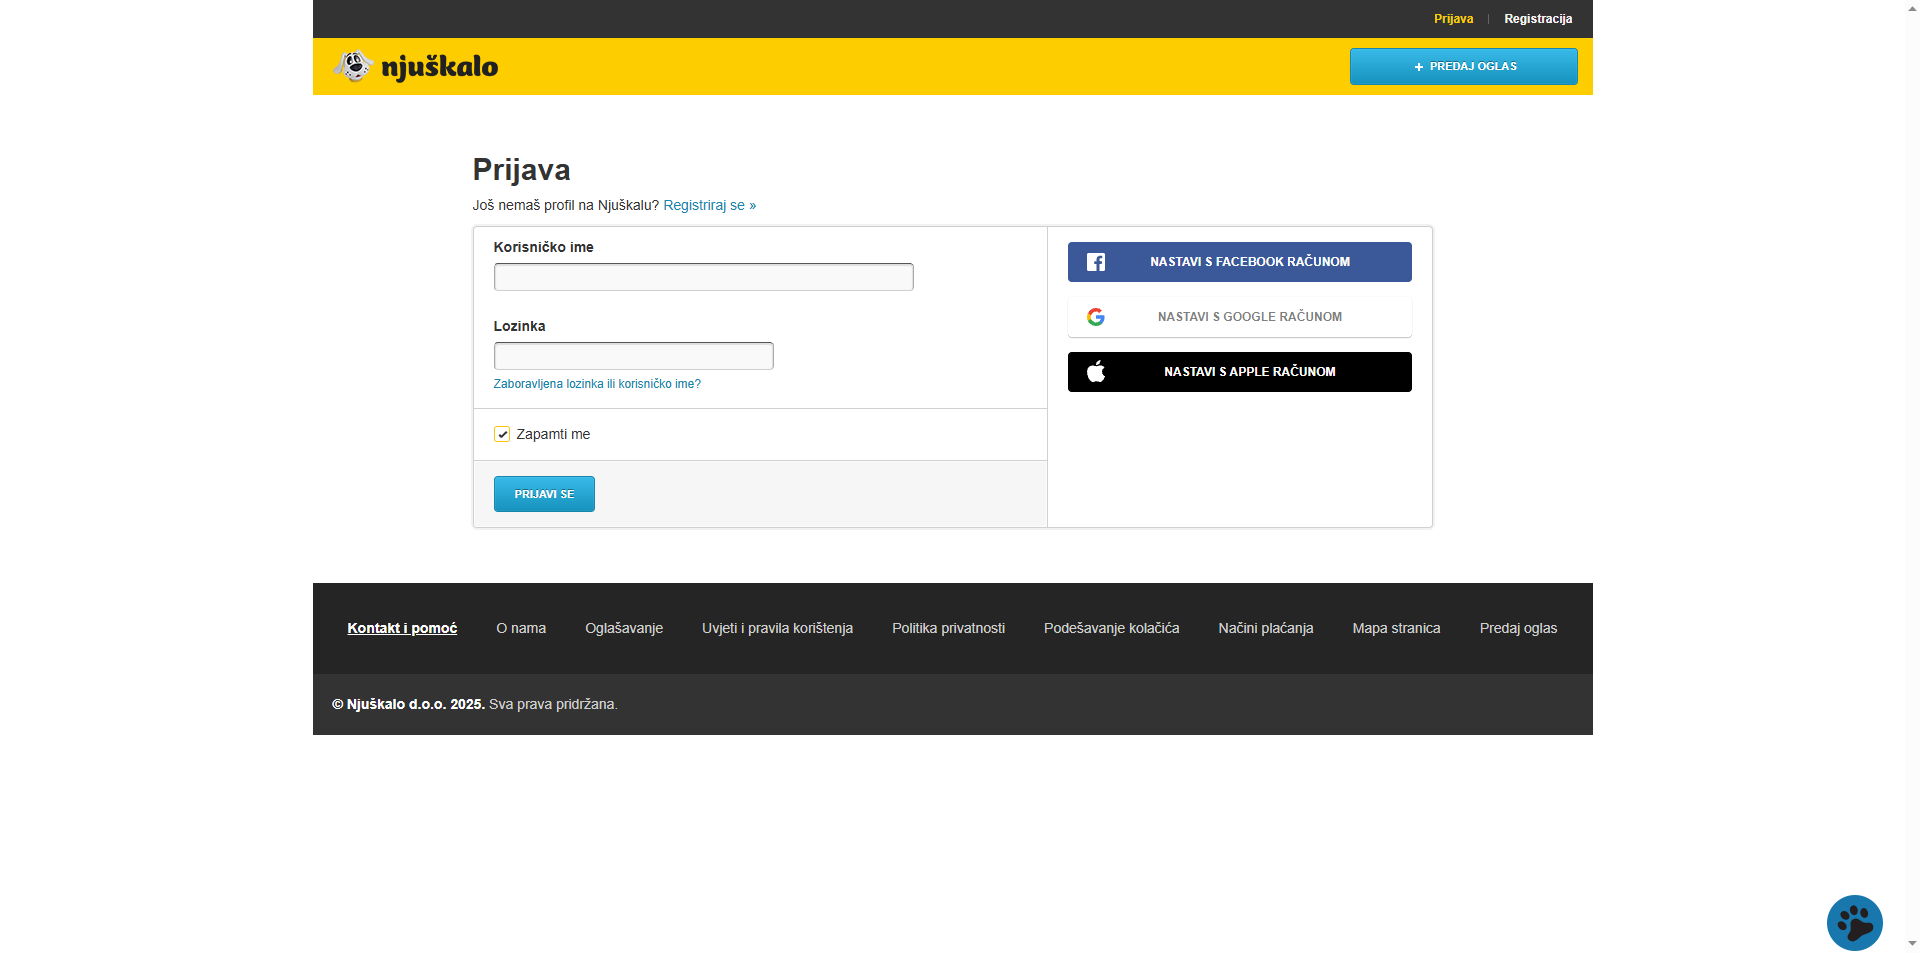 Prijava
Registracija
njuškalo
+ PREDAJ OGLAS
Prijava
Još nemaš profil na Njuškalu? Registriraj se »
Korisničko ime
Lozinka
Zaboravljena lozinka ili korisničko ime?
Zapamti me
PRIJAVI SE
NASTAVI S FACEBOOK RAČUNOM
NASTAVI S GOOGLE RAČUNOM
NASTAVI S APPLE RAČUNOM
Kontakt i pomoć
O nama
Oglašavanje
Uvjeti i pravila korištenja
Politika privatnosti
Podešavanje kolačića
Načini plaćanja
Mapa stranica
Predaj oglas
© Njuškalo d.o.o. 2025. Sva prava pridržana.